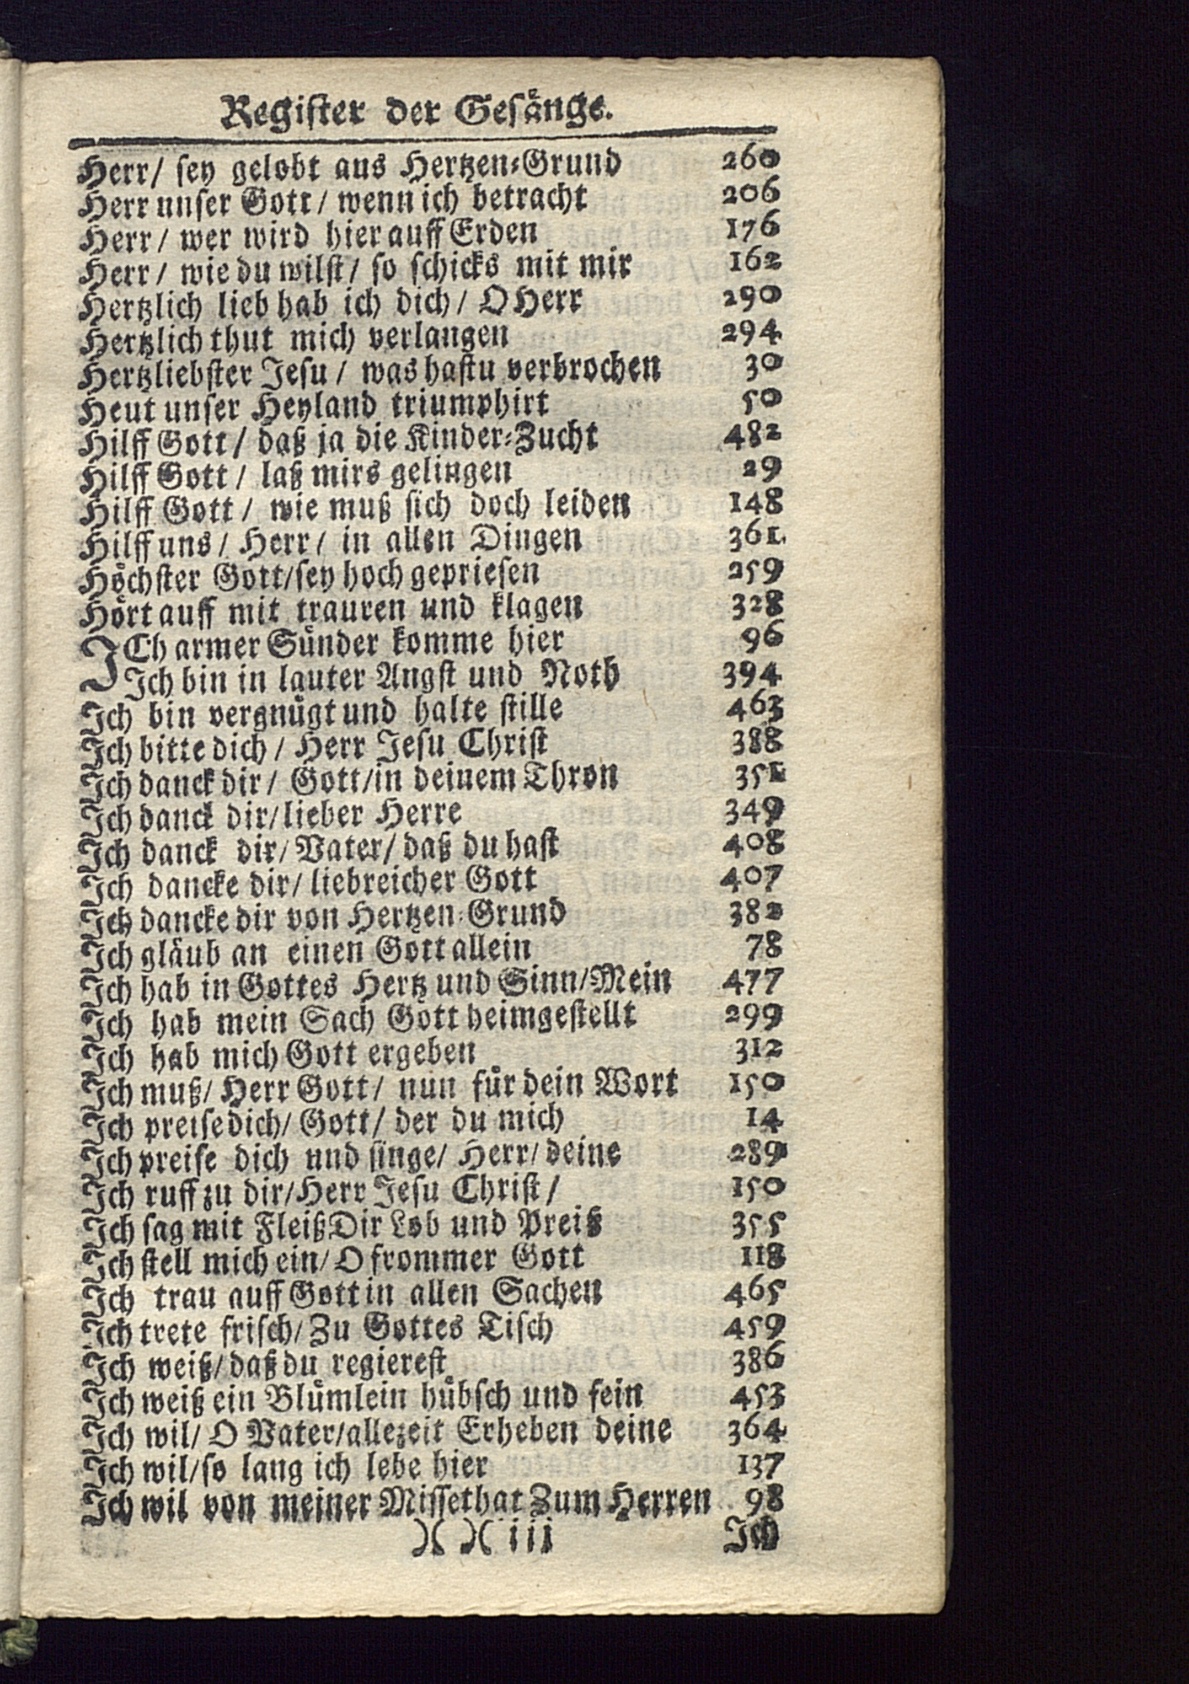 Register der Gesänge.
Herr/ sey gelobt aus Hertzen-Grund 260
Herr unser Gott/ wenn ich betracht 206
Herr/ wer wird hier auff Erden 176
Herr/ wie du wilst/ so schicks mit mir 162
Hertzlich lieb hab ich dich/ O Herr 290
Hertzlich thut mich verlangen 294
Hertzliebster Jesu/ was hastu verbrochen 30
Heut unser Heyland triumphirt 50
Hilff Gott/ daß ja die Kinder-Zucht 482
Hilff Gott/ laß mirs gelingen 29
Hilff Gott/ wie muß sich doch leiden 148
Hilff uns/ Herr/ in allen Dingen 361
Höchster Gott/sey hoch gepriesen 259
Hört auff mit trauren und klagen 328
ICh armer Sünder komme hier 96
Ich bin in lauter Angst und Noth 394
Ich bin vergnügt und halte stille 463
Ich bitte dich/ Herr Jesu Christ 388
Ich danck dir/ Gott/in deinem Thron 351
Ich danck dir/lieber Herre 349
Ich danck dir/ Vater/ daß du hast 408
Ich dancke dir/ liebreicher Gott 407
Ich dancke dir von Hertzen-Grund 382
Ich gläub an einen Gott allein 78
Ich hab in Gottes Hertz und Sinn/Mein 477
Ich hab mein Sach Gott heimgestellt 299
Ich hab mich Gott ergeben 312
Ich muß/ Herr Gott/ nun für dein Wort 150
Ich preise dich/ Gott/ der du mich 14
Ich preise dich und singe/ Herr/ deine 289
Ich ruff zu dir/Herr Jesu Christ/ 150
Ich sag mit Fleiß Dir Lob und Preiß 355
Ich stell mich ein/ O frommer Gott 118
Ich trau auff Gott in allen Sachen 465
Ich trete frisch/ Zu Gottes Tisch 459
Ich weiß/ daß du regierest 386
Ich weiß ein Blümlein hübsch und fein 453
Ich wil/ O Vater/allezeit Erheben deine 364
Ich wil/so lang ich lebe hier 137
Ich wil von meiner Missethat Zum Herren 98
)( )( iii Ich